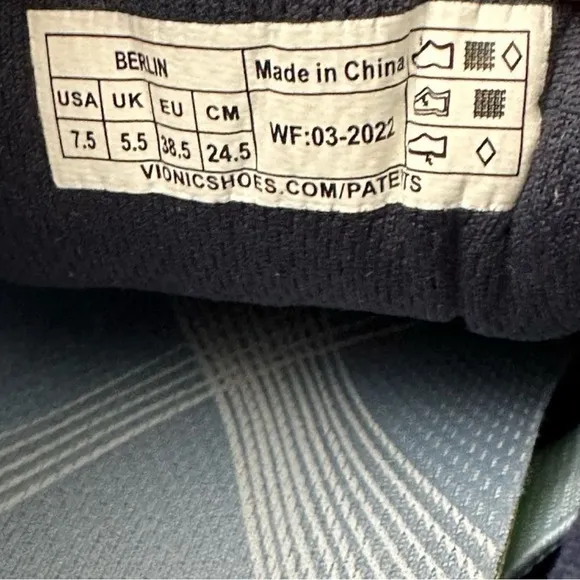 BERLIN
Made in China
USA UK EU CM
7.5 5.5 38.5 24.5
WF:03-2022
VIONICSHOES.COM/PATENTS